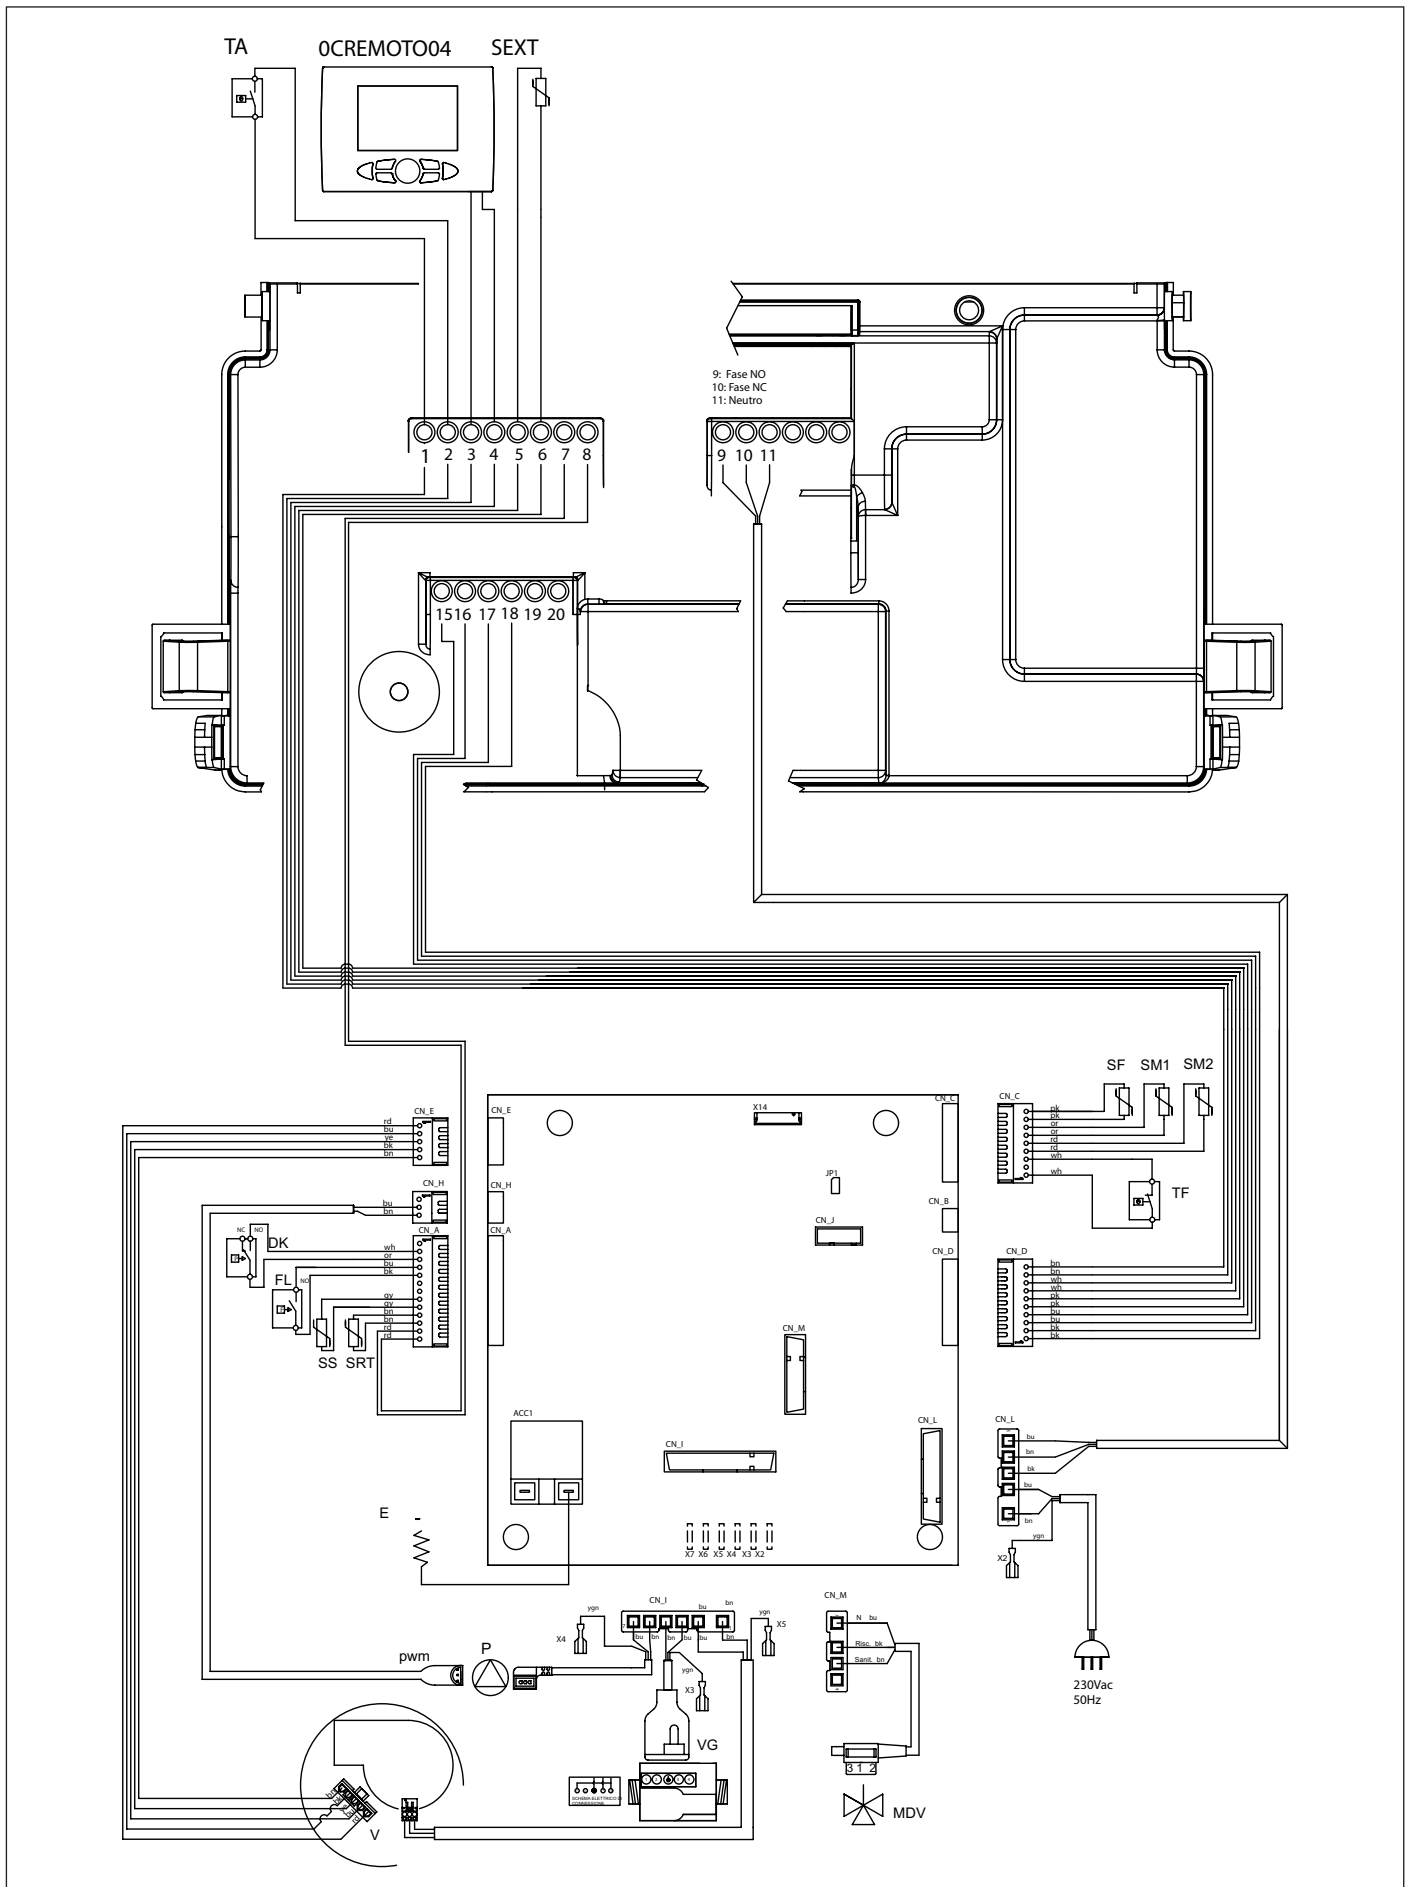 TA 0CREMOTO04 SEXT
9: Fase NO
10: Fase NC
11: Neutro
1 2 3 4 5 6 7 8
9 10 11
15 16 17 18 19 20
SF SM1 SM2
CN_E
CN_E
X14
CN_C
CN_C
rd
bu
ye
bk
bn
pk
pk
or
or
rd
rd
wh
wh
TF
JP1
CN_H
CN_H
bu
bn
CN_B
CN_J
CN_A
CN_A
CN_D
CN_D
NC NO
DK
wh
or
bu
bk
FL NO
gy
gy
bn
bn
rd
rd
SS SRT
bn
bn
wh
wh
pk
pk
bu
bu
bk
bk
CN_M
ACC1
CN_I
CN_L
CN_L
bu
bn
bk
bu
bn
ygn
X2
E
X7 X6 X5 X4 X3 X2
CN_I
bu bn
ygn
X4
ygn
X5
bu bn bn bu bu bn
ygn
X3
CN_M
N bu
Risc. bk
Sanit. bn
pwm
P
230Vac
50Hz
VG
3 1 2
SCHEMA ELETTRICO DI
CONNESSIONE
MDV
V